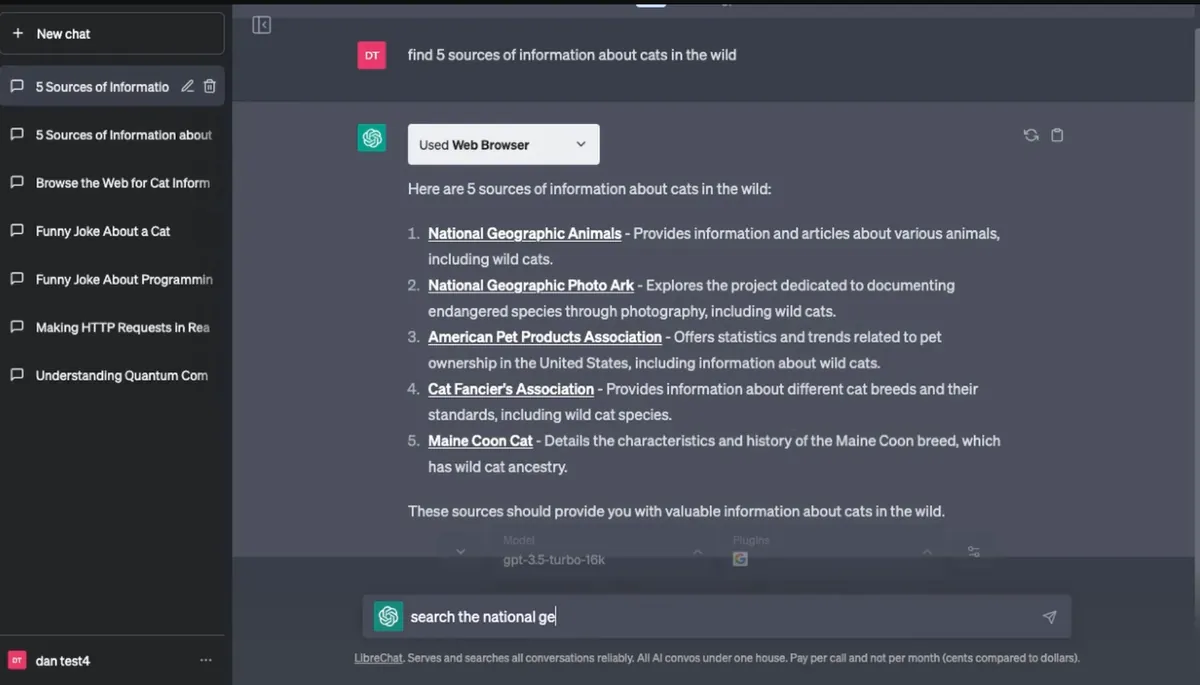 New chat
5 Sources of Informatio
5 Sources of Information about
Browse the Web for Cat Inform
Funny Joke About a Cat
Funny Joke About Programmin
Making HTTP Requests in Rea
Understanding Quantum Com
DT dan test4
DT find 5 sources of information about cats in the wild
Used Web Browser
Here are 5 sources of information about cats in the wild:
1. National Geographic Animals - Provides information and articles about various animals,
including wild cats.
2. National Geographic Photo Ark - Explores the project dedicated to documenting
endangered species through photography, including wild cats.
3. American Pet Products Association - Offers statistics and trends related to pet
ownership in the United States, including information about wild cats.
4. Cat Fancier's Association - Provides information about different cat breeds and their
standards, including wild cat species.
5. Maine Coon Cat - Details the characteristics and history of the Maine Coon breed, which
has wild cat ancestry.
These sources should provide you with valuable information about cats in the wild.
Model Plugins
gpt-3.5-turbo-16k G
search the national ge
LibreChat. Serves and searches all conversations reliably. All AI convos under one house. Pay per call and not per month (cents compared to dollars).